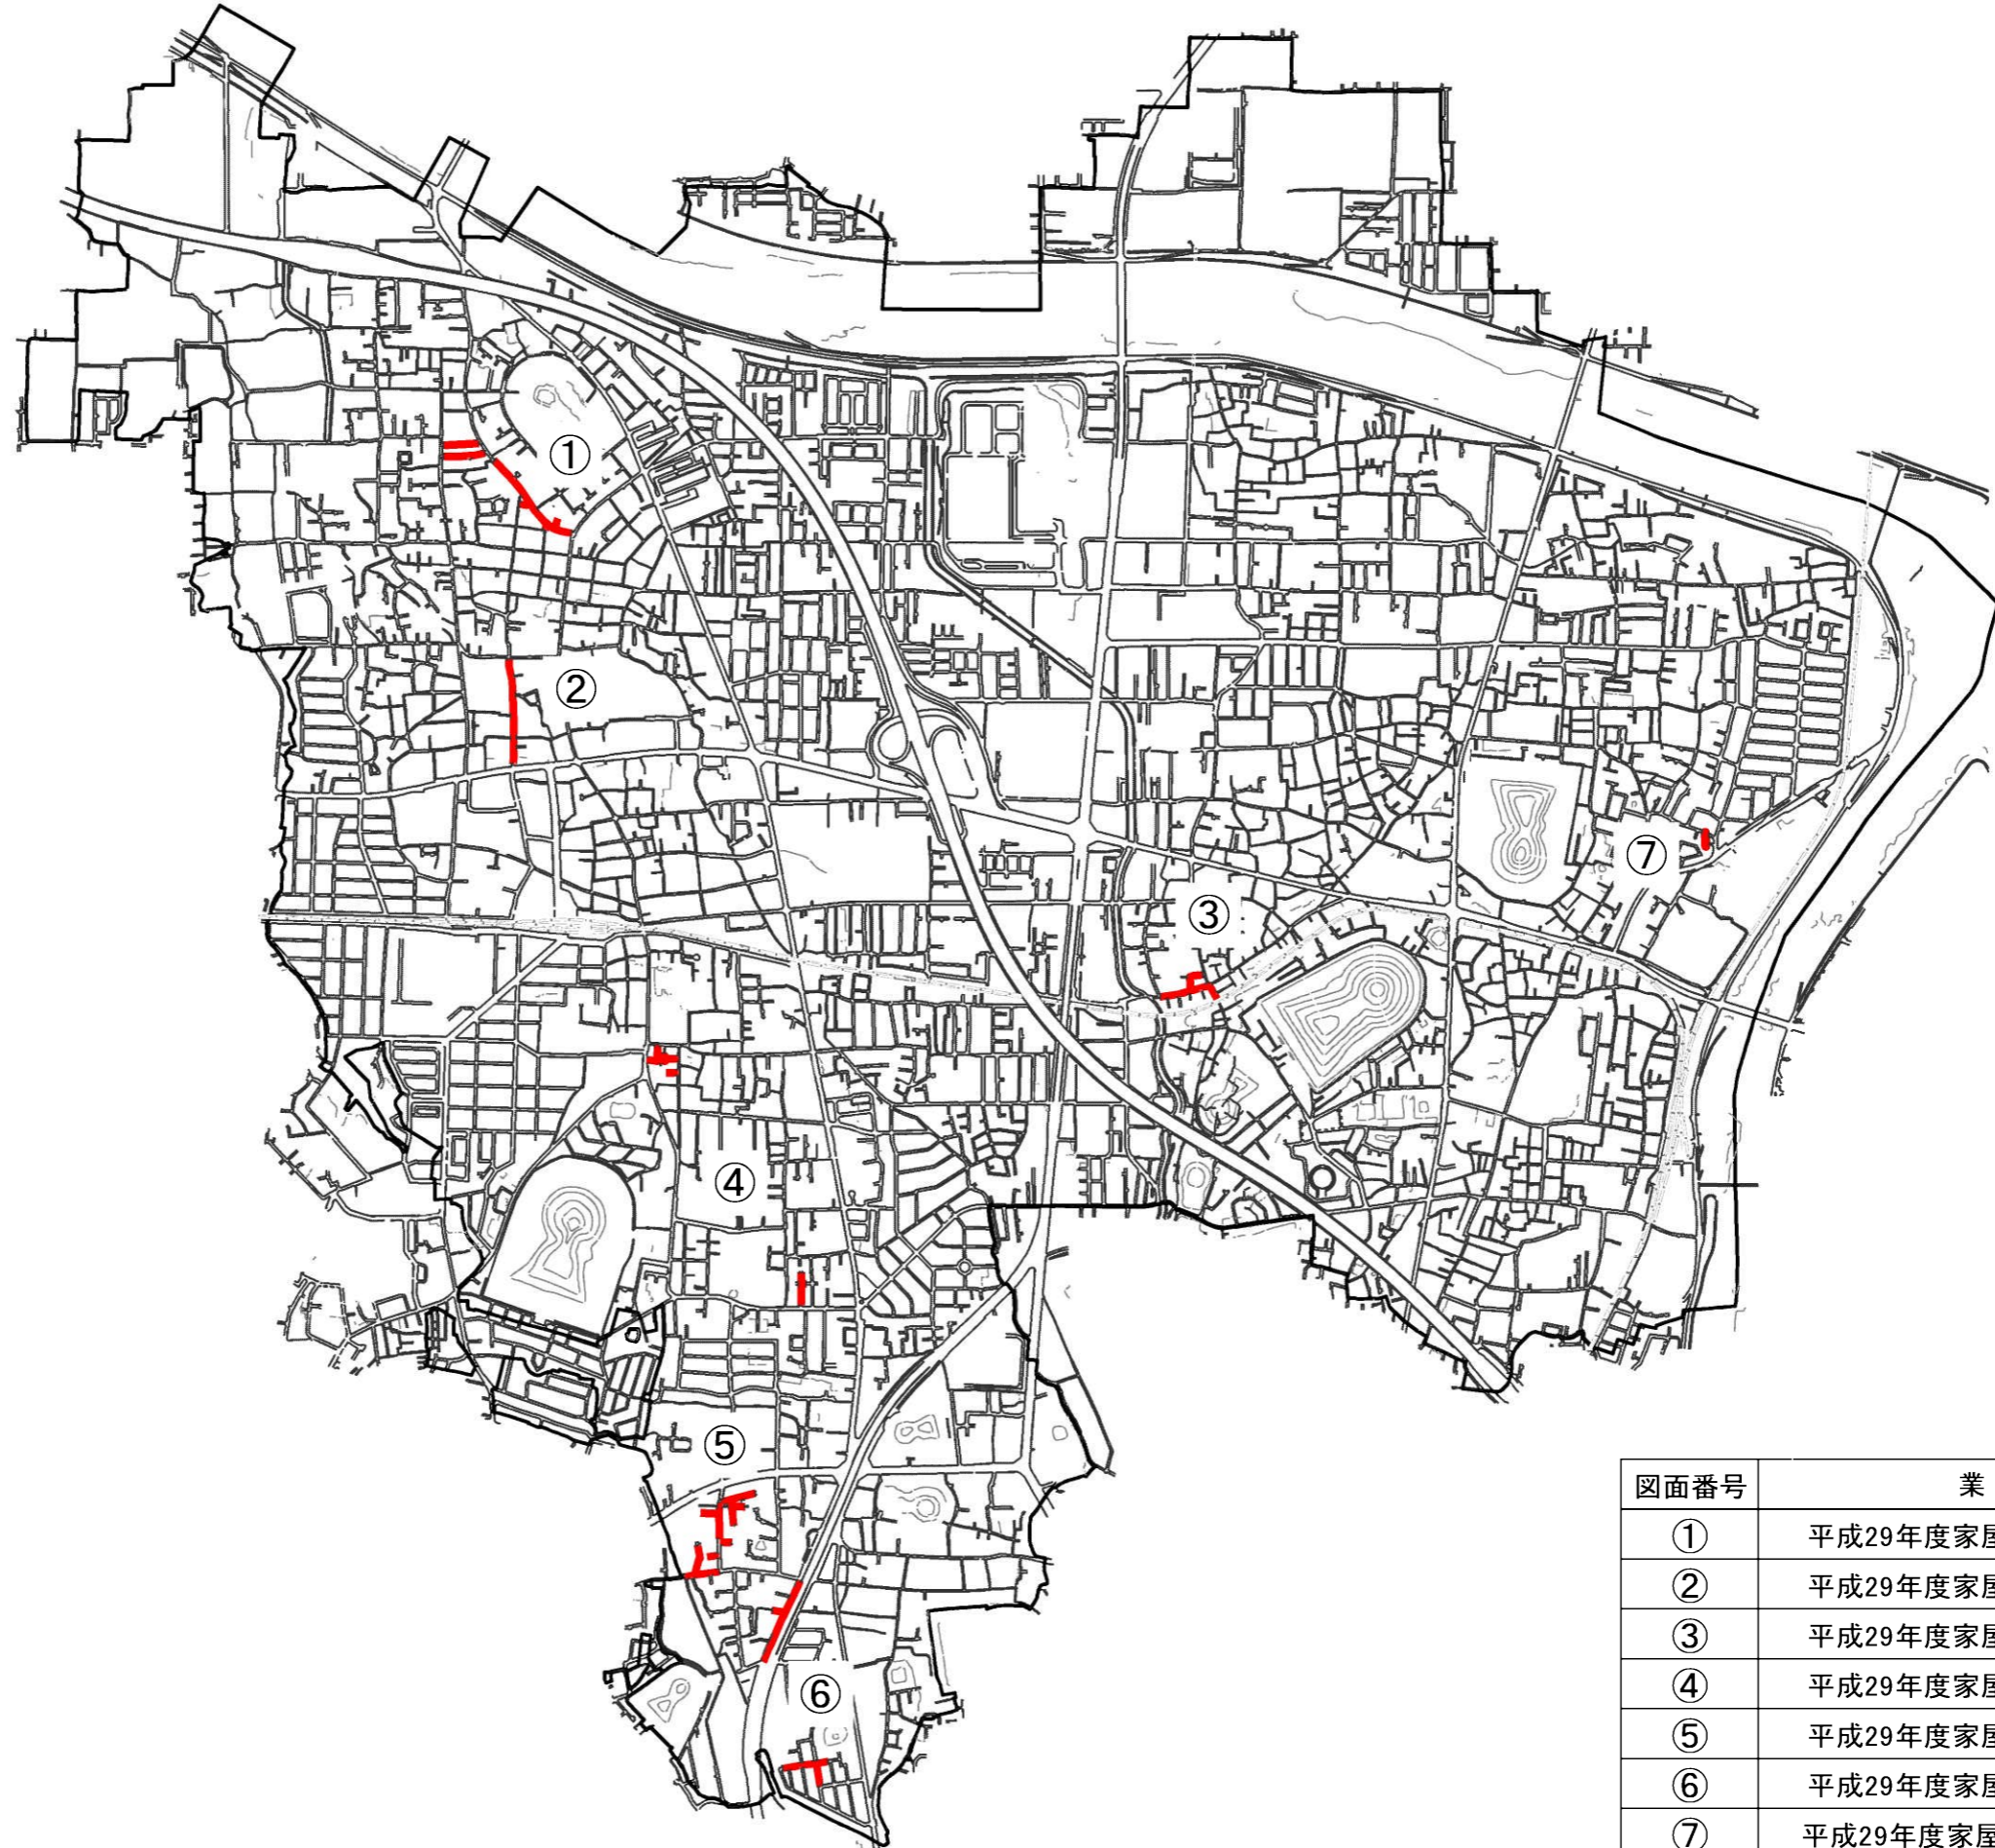 ①
②
⑦
③
④
⑤
⑥
図面番号 業
① 平成29年度家屋
② 平成29年度家屋
③ 平成29年度家屋
④ 平成29年度家屋
⑤ 平成29年度家屋
⑥ 平成29年度家屋
⑦ 平成29年度家屋